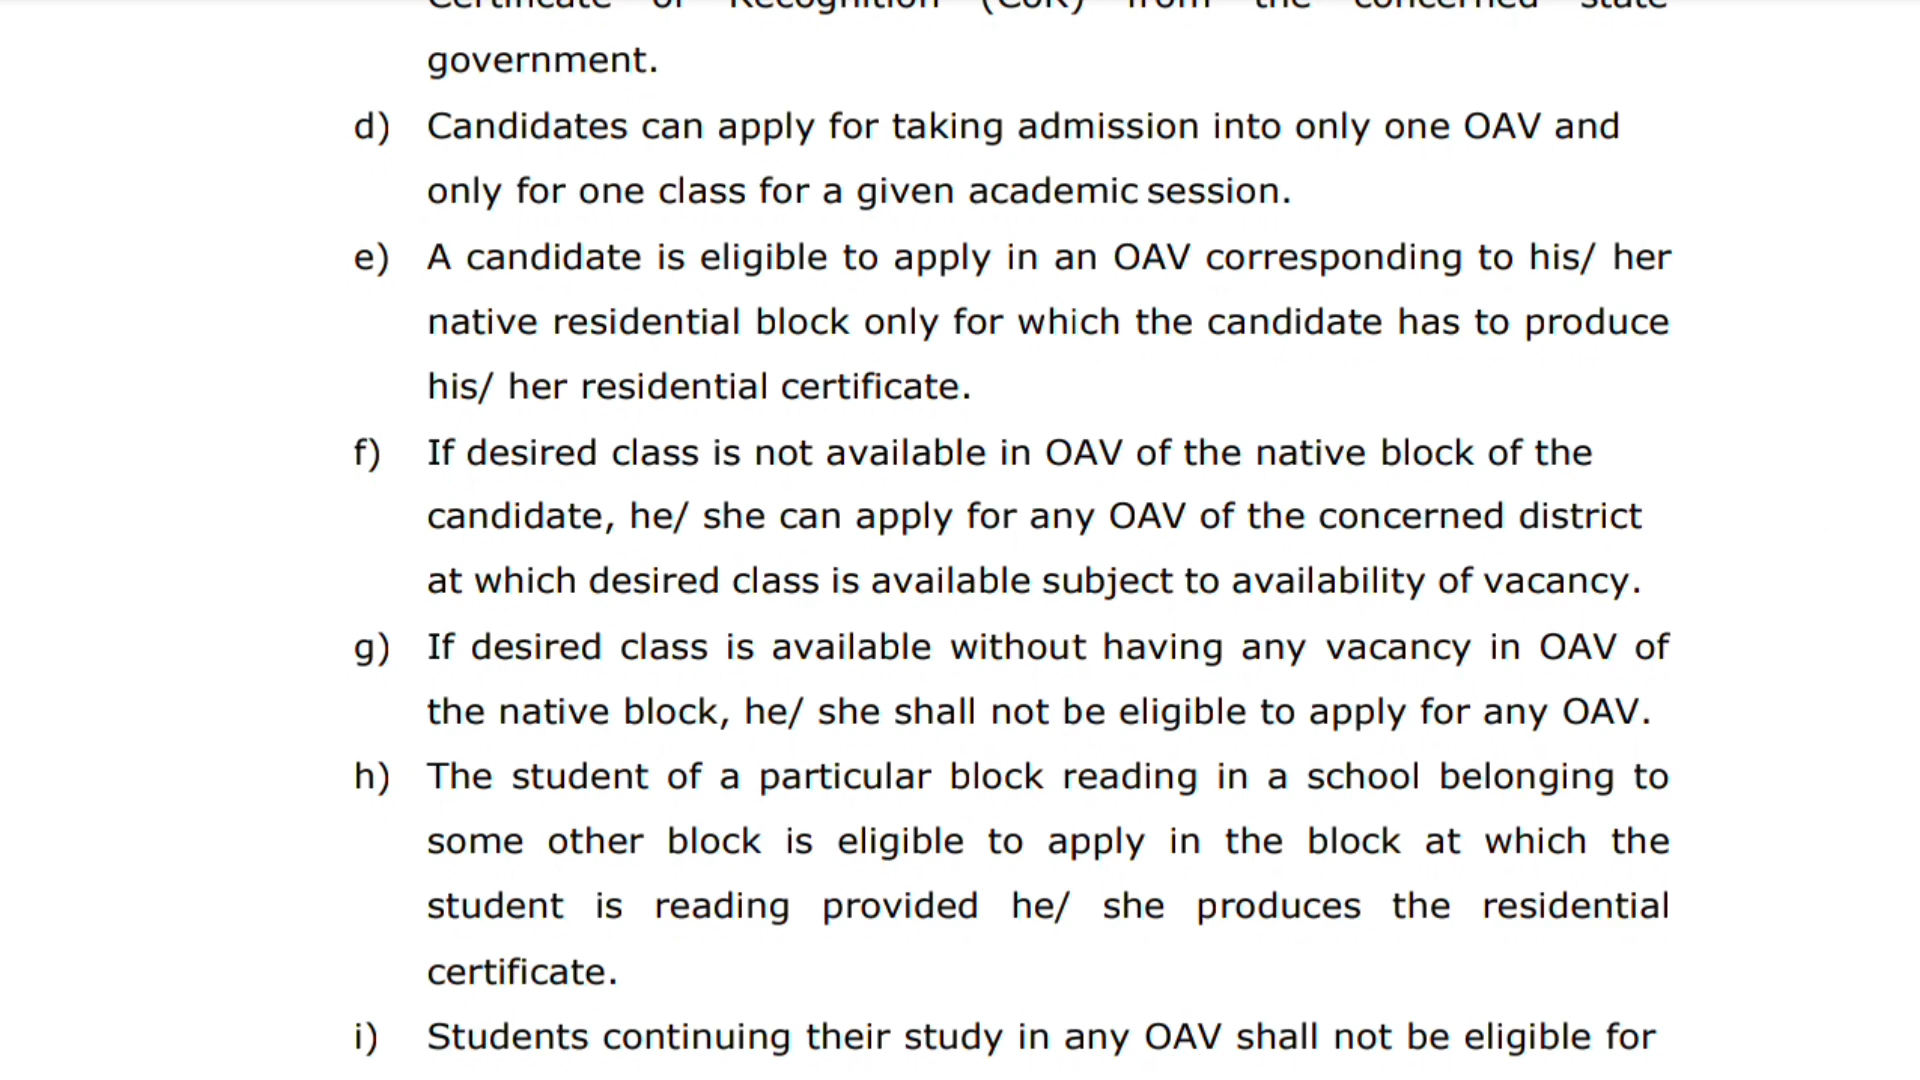 Certificate of Recognition (CoR) from the concerned state
government.
d) Candidates can apply for taking admission into only one OAV and
only for one class for a given academic session.
e) A candidate is eligible to apply in an OAV corresponding to his/ her
native residential block only for which the candidate has to produce
his/ her residential certificate.
f) If desired class is not available in OAV of the native block of the
candidate, he/ she can apply for any OAV of the concerned district
at which desired class is available subject to availability of vacancy.
g) If desired class is available without having any vacancy in OAV of
the native block, he/ she shall not be eligible to apply for any OAV.
h) The student of a particular block reading in a school belonging to
some other block is eligible to apply in the block at which the
student is reading provided he/ she produces the residential
certificate.
i) Students continuing their study in any OAV shall not be eligible for